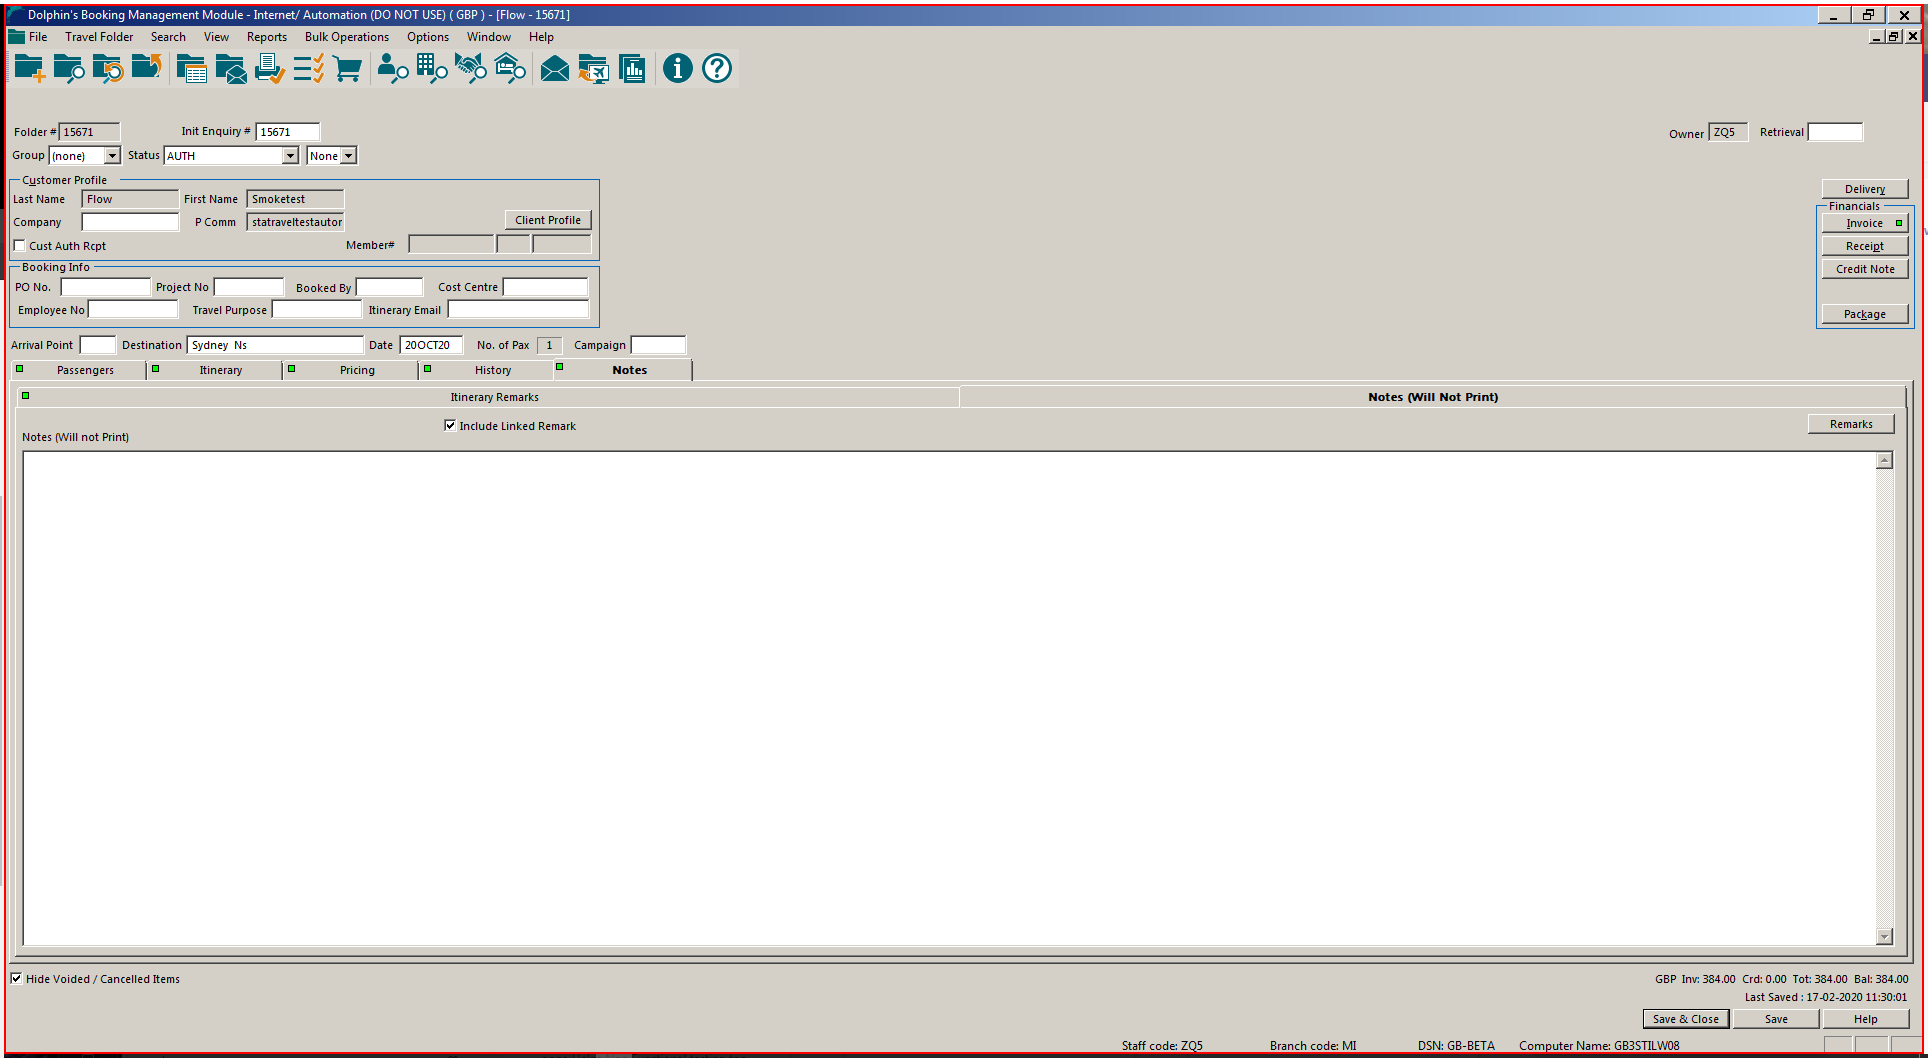 Dolphin's Booking Management Module - Internet/ Automation (DO NOT USE) ( GBP ) - [Flow - 15671]
File Travel Folder Search View Reports Bulk Operations Options Window Help
Folder # 15671 Init Enquiry # 15671 Owner ZQ5 Retrieval
Group (none) Status AUTH None
Customer Profile
Last Name Flow First Name Smoketest
Company P Comm statraveltestautor Client Profile
Cust Auth Rcpt Member#
Delivery
Financials
Invoice
Receipt
Credit Note
Package
Booking Info
PO No. Project No Booked By Cost Centre
Employee No Travel Purpose Itinerary Email
Arrival Point Destination Sydney Ns Date 20OCT20 No. of Pax 1 Campaign
Passengers Itinerary Pricing History Notes
Itinerary Remarks Notes (Will Not Print)
Include Linked Remark Remarks
Notes (Will not Print)
Hide Voided / Cancelled Items GBP Inv: 384.00 Crd: 0.00 Tot: 384.00 Bal: 384.00
Last Saved : 17-02-2020 11:30:01
Save & Close Save Help
Staff code: ZQ5 Branch code: MI DSN: GB-BETA Computer Name: GB3STILW08